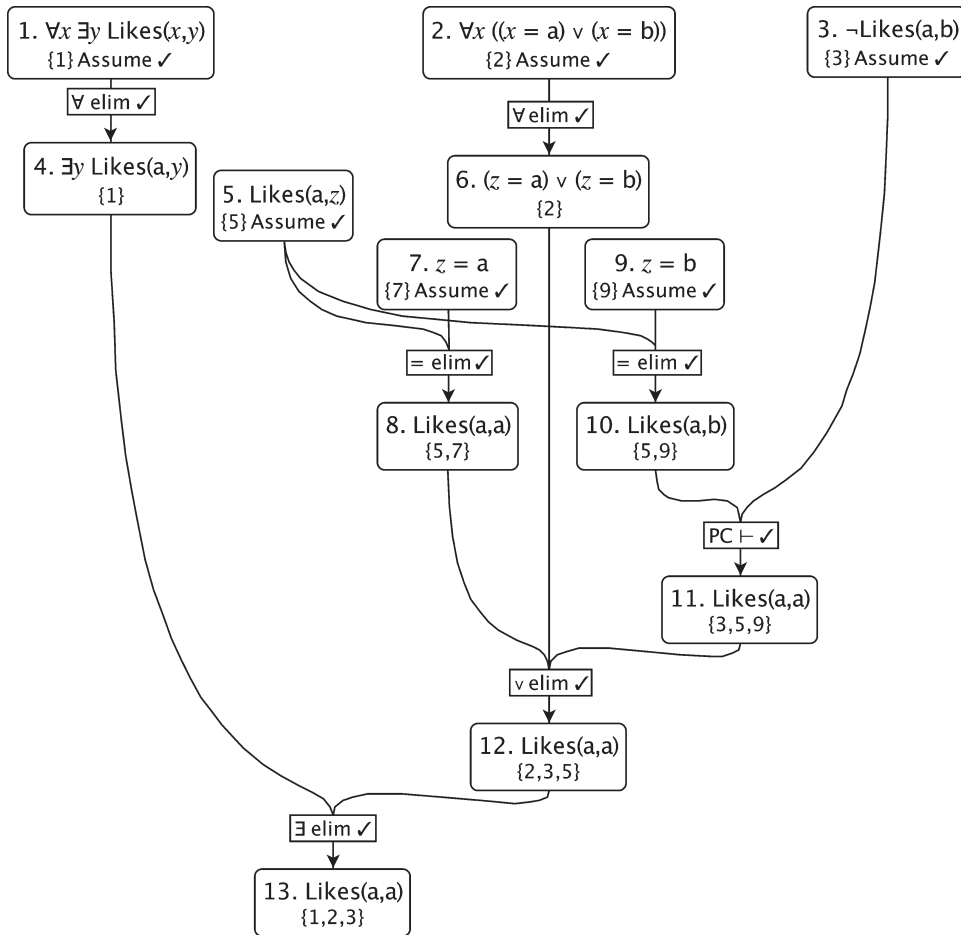 1. ∀x ∃y Likes(x,y)
{1} Assume ✓
2. ∀x ((x = a) ∨ (x = b))
{2} Assume ✓
3. ¬Likes(a,b)
{3} Assume ✓
∀ elim ✓
∀ elim ✓
4. ∃y Likes(a,y)
{1}
5. Likes(a,z)
{5} Assume ✓
6. (z = a) ∨ (z = b)
{2}
7. z = a
{7} Assume ✓
9. z = b
{9} Assume ✓
= elim ✓
= elim ✓
8. Likes(a,a)
{5,7}
10. Likes(a,b)
{5,9}
PC ⊢ ✓
11. Likes(a,a)
{3,5,9}
∨ elim ✓
12. Likes(a,a)
{2,3,5}
∃ elim ✓
13. Likes(a,a)
{1,2,3}